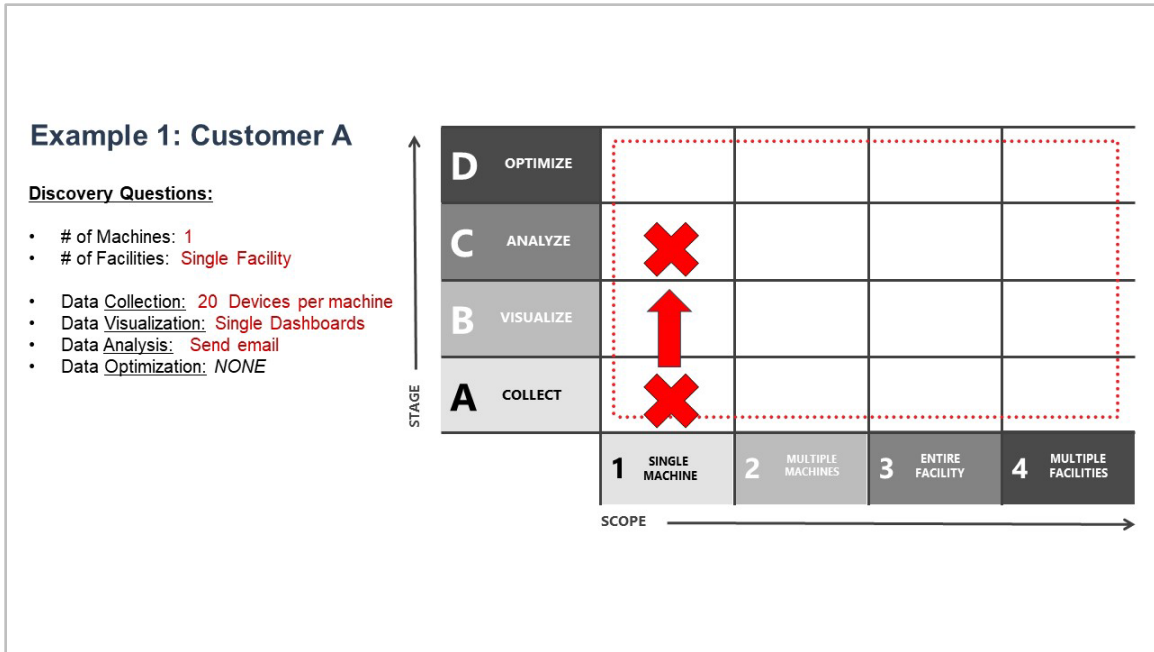 Example 1: Customer A
Discovery Questions:
• # of Machines: 1
• # of Facilities: Single Facility
• Data Collection: 20 Devices per machine
• Data Visualization: Single Dashboards
• Data Analysis: Send email
• Data Optimization: NONE
STAGE
D OPTIMIZE
C ANALYZE
B VISUALIZE
A COLLECT
1 SINGLE
MACHINE
2 MULTIPLE
MACHINES
3 ENTIRE
FACILITY
4 MULTIPLE
FACILITIES
SCOPE